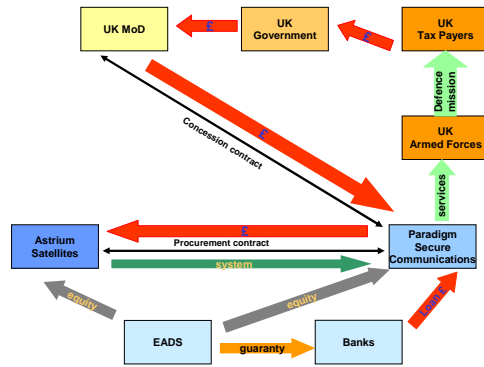 UK MoD
£
UK
Government
£
UK
Tax Payers
Defence
mission
Concession contract
£
UK
Armed Forces
services
£
Astrium
Satellites
Procurement contract
system
Paradigm
Secure
Communications
equity
equity
Loan £
EADS
guaranty
Banks